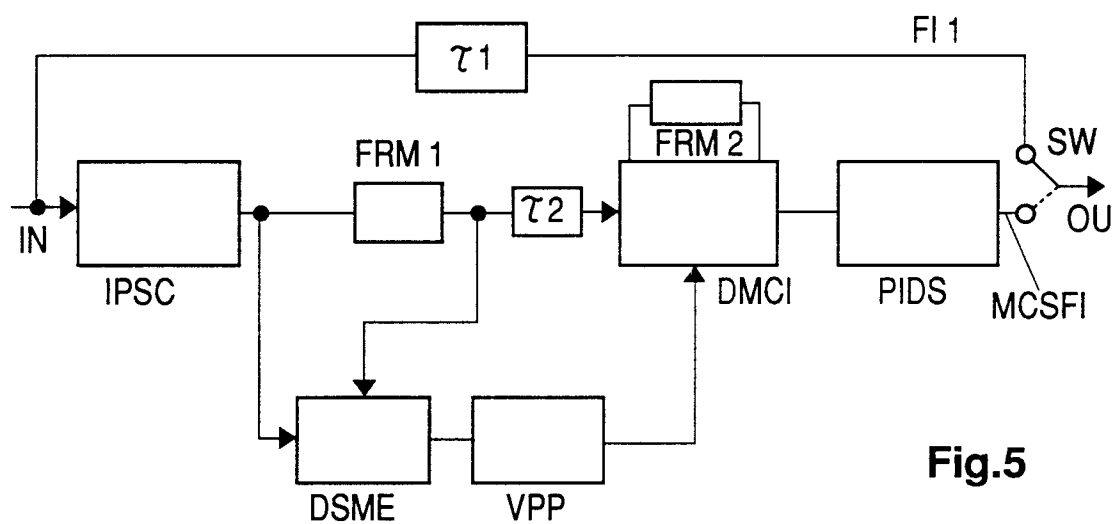 τ1
FI 1
FRM 1
FRM 2
SW
τ2
IN
OU
IPSC
DMCI
PIDS
MCSFI
DSME
VPP
Fig.5